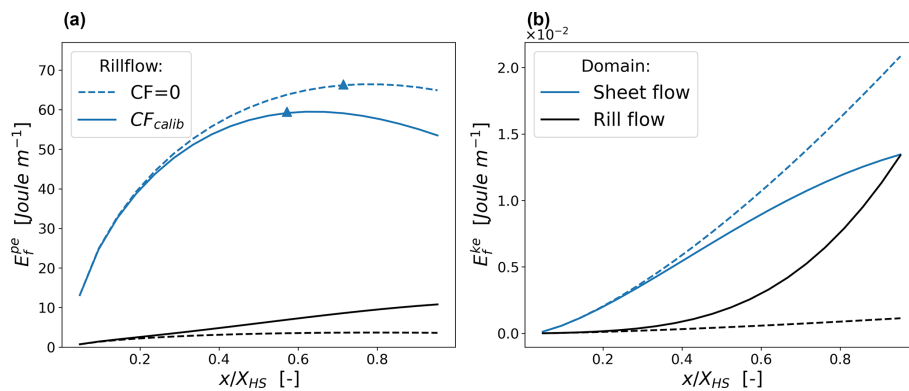 (a)
Rillflow:
CF=0
CF_calib
E_f^pe [Joule m⁻¹]
70
60
50
40
30
20
10
0
0.2
0.4
0.6
0.8
x/X_HS [-]
(b)
×10⁻²
Domain:
Sheet flow
Rill flow
E_f^ke [Joule m⁻¹]
2.0
1.5
1.0
0.5
0.0
0.2
0.4
0.6
0.8
x/X_HS [-]